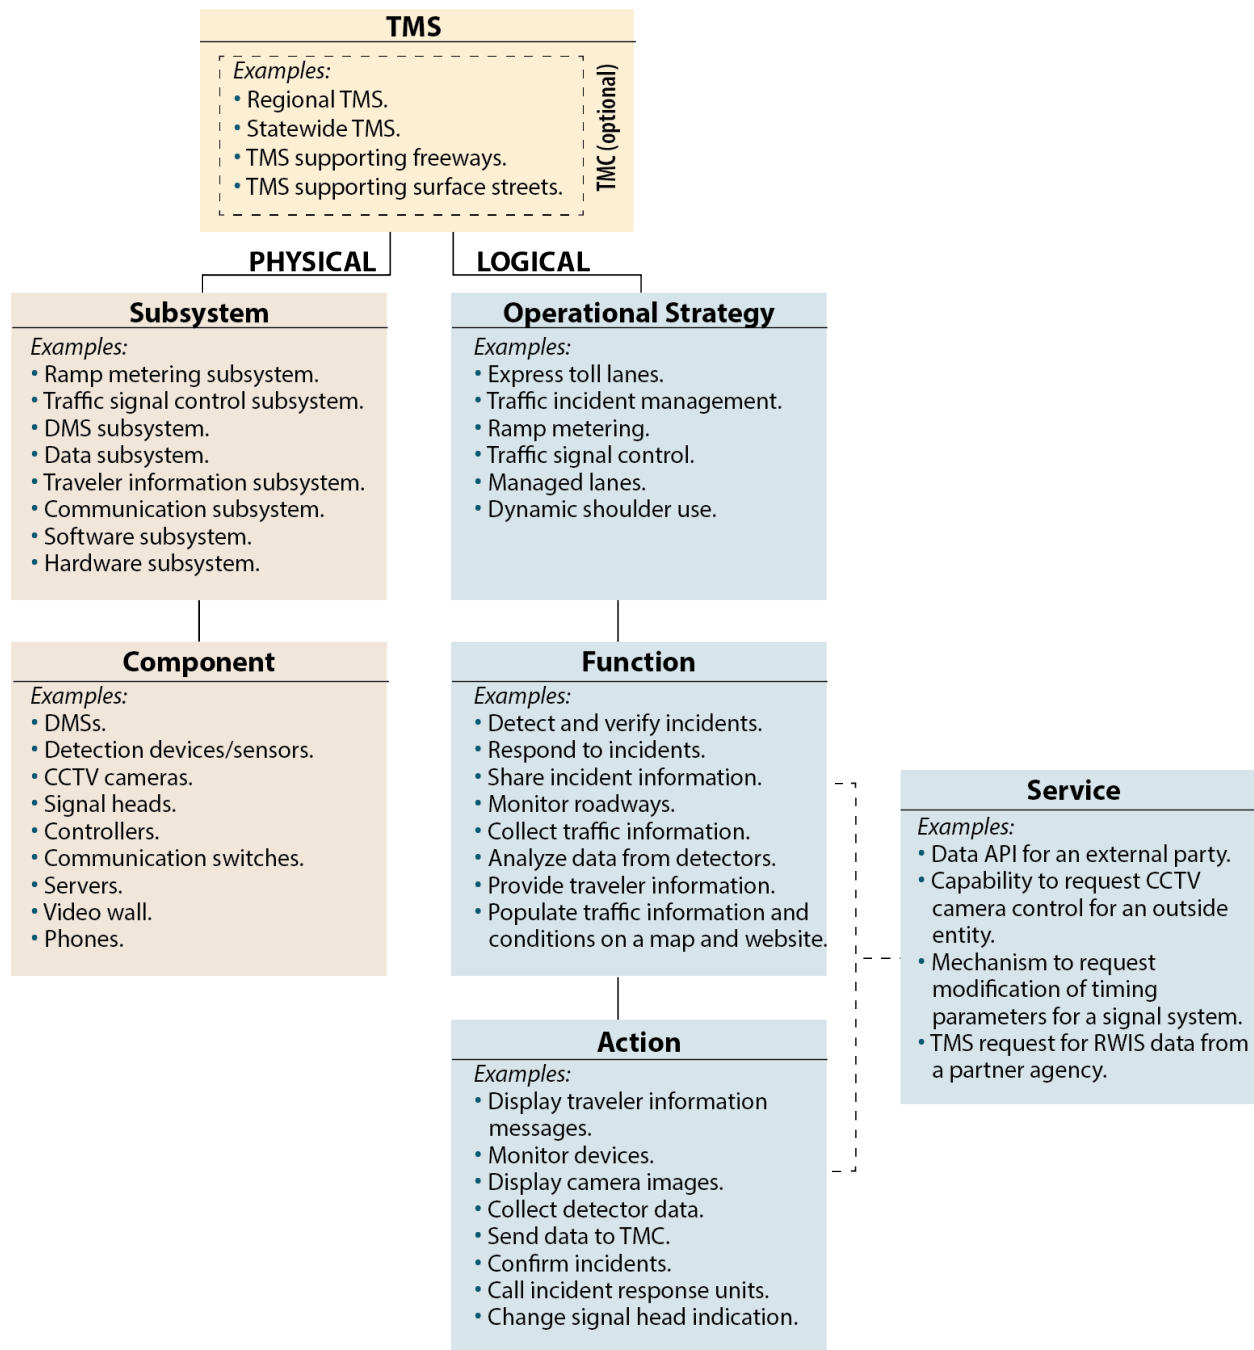 TMS
Examples:
• Regional TMS.
• Statewide TMS.
• TMS supporting freeways.
• TMS supporting surface streets.
TMC (optional)
PHYSICAL
LOGICAL
Subsystem
Examples:
• Ramp metering subsystem.
• Traffic signal control subsystem.
• DMS subsystem.
• Data subsystem.
• Traveler information subsystem.
• Communication subsystem.
• Software subsystem.
• Hardware subsystem.
Operational Strategy
Examples:
• Express toll lanes.
• Traffic incident management.
• Ramp metering.
• Traffic signal control.
• Managed lanes.
• Dynamic shoulder use.
Component
Examples:
• DMSs.
• Detection devices/sensors.
• CCTV cameras.
• Signal heads.
• Controllers.
• Communication switches.
• Servers.
• Video wall.
• Phones.
Function
Examples:
• Detect and verify incidents.
• Respond to incidents.
• Share incident information.
• Monitor roadways.
• Collect traffic information.
• Analyze data from detectors.
• Provide traveler information.
• Populate traffic information and
conditions on a map and website.
Service
Examples:
• Data API for an external party.
• Capability to request CCTV
camera control for an outside
entity.
• Mechanism to request
modification of timing
parameters for a signal system.
• TMS request for RWIS data from
a partner agency.
Action
Examples:
• Display traveler information
messages.
• Monitor devices.
• Display camera images.
• Collect detector data.
• Send data to TMC.
• Confirm incidents.
• Call incident response units.
• Change signal head indication.